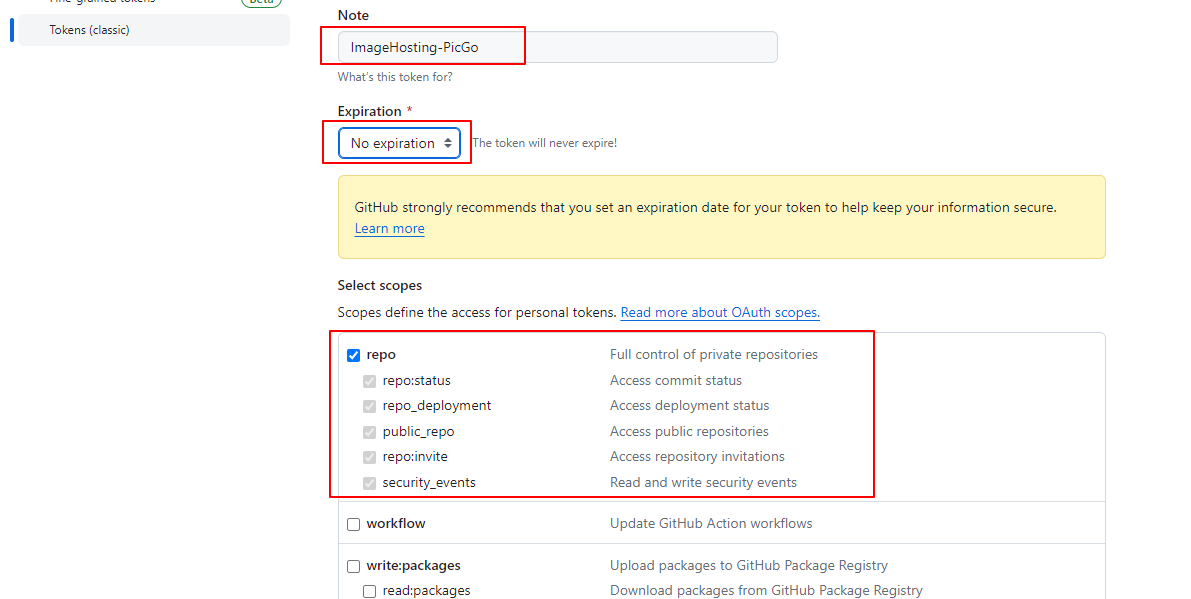 Fine-grained tokens Beta
Tokens (classic)
Note
ImageHosting-PicGo
What's this token for?
Expiration *
No expiration The token will never expire!
GitHub strongly recommends that you set an expiration date for your token to help keep your information secure.
Learn more
Select scopes
Scopes define the access for personal tokens. Read more about OAuth scopes.
repo Full control of private repositories
repo:status Access commit status
repo_deployment Access deployment status
public_repo Access public repositories
repo:invite Access repository invitations
security_events Read and write security events
workflow Update GitHub Action workflows
write:packages Upload packages to GitHub Package Registry
read:packages Download packages from GitHub Package Registry